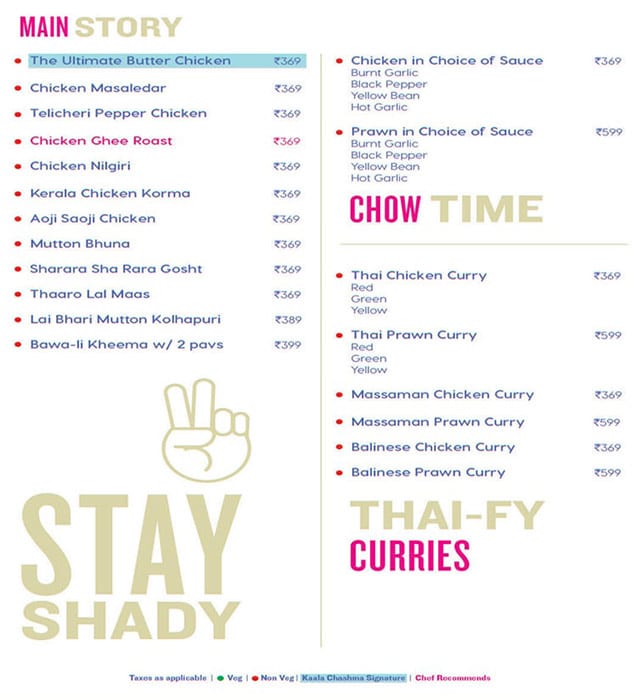 MAIN STORY
The Ultimate Butter Chicken ₹369
Chicken Masaledar ₹369
Telicheri Pepper Chicken ₹369
Chicken Ghee Roast ₹369
Chicken Nilgiri ₹369
Kerala Chicken Korma ₹369
Aoji Saoji Chicken ₹369
Mutton Bhuna ₹369
Sharara Sha Rara Gosht ₹369
Thaaro Lal Maas ₹369
Lai Bhari Mutton Kolhapuri ₹389
Bawa-li Kheema w/ 2 pavs ₹399
STAY
SHADY
Chicken in Choice of Sauce ₹369
Burnt Garlic
Black Pepper
Yellow Bean
Hot Garlic
Prawn in Choice of Sauce ₹599
Burnt Garlic
Black Pepper
Yellow Bean
Hot Garlic
CHOW TIME
Thai Chicken Curry ₹369
Red
Green
Yellow
Thai Prawn Curry ₹599
Red
Green
Yellow
Massaman Chicken Curry ₹369
Massaman Prawn Curry ₹599
Balinese Chicken Curry ₹369
Balinese Prawn Curry ₹599
THAI-FY
CURRIES
Taxes as applicable | Veg | Non Veg | Kaala Chashma Signature | Chef Recommends